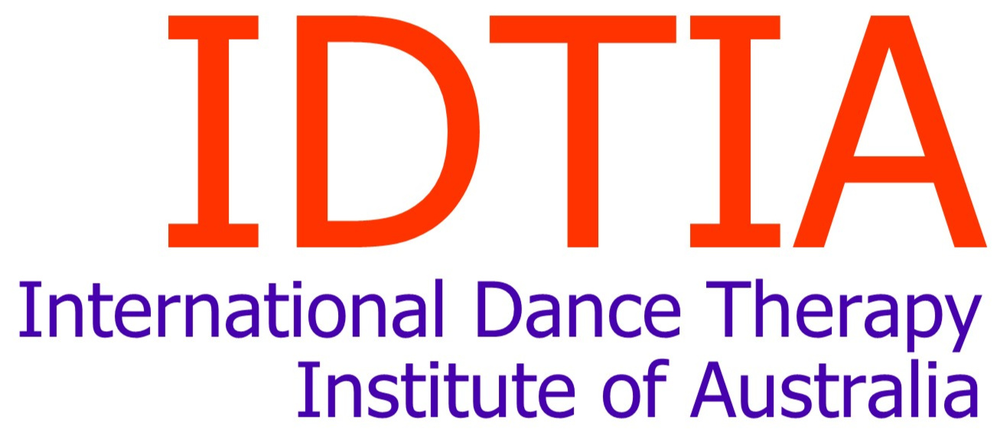 IDTIA
International Dance Therapy
Institute of Australia